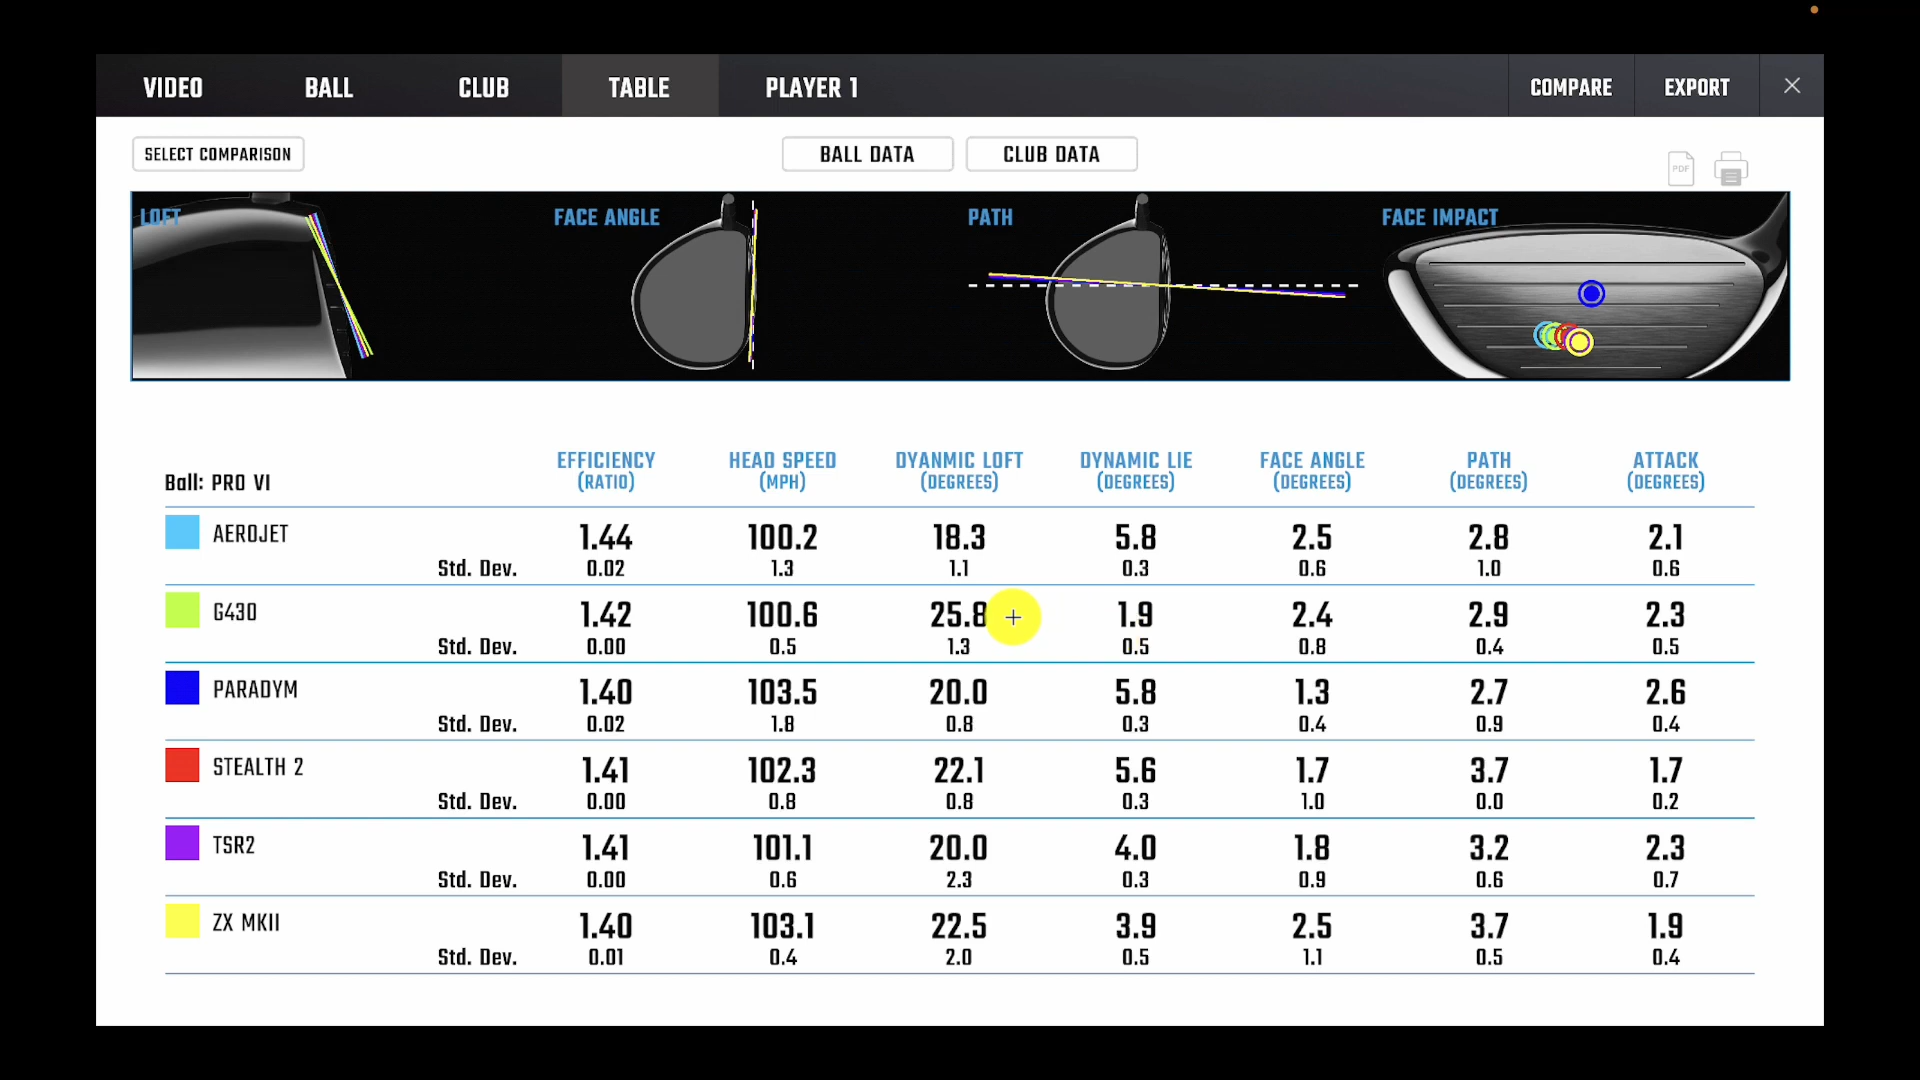 VIDEO BALL CLUB TABLE PLAYER 1 COMPARE EXPORT
SELECT COMPARISON BALL DATA CLUB DATA
PDF
LOFT FACE ANGLE PATH FACE IMPACT
EFFICIENCY HEAD SPEED DYANMIC LOFT DYNAMIC LIE FACE ANGLE PATH ATTACK
Ball: PRO V1 (RATIO) (MPH) (DEGREES) (DEGREES) (DEGREES) (DEGREES) (DEGREES)
AEROJET 1.44 100.2 18.3 5.8 2.5 2.8 2.1
Std. Dev. 0.02 1.3 1.1 0.3 0.6 1.0 0.6
G430 1.42 100.6 25.8 1.9 2.4 2.9 2.3
Std. Dev. 0.00 0.5 1.3 0.5 0.8 0.4 0.5
PARADYM 1.40 103.5 20.0 5.8 1.3 2.7 2.6
Std. Dev. 0.02 1.8 0.8 0.3 0.4 0.9 0.4
STEALTH 2 1.41 102.3 22.1 5.6 1.7 3.7 1.7
Std. Dev. 0.00 0.8 0.8 0.3 1.0 0.0 0.2
TSR2 1.41 101.1 20.0 4.0 1.8 3.2 2.3
Std. Dev. 0.00 0.6 2.3 0.3 0.9 0.6 0.7
ZX MKII 1.40 103.1 22.5 3.9 2.5 3.7 1.9
Std. Dev. 0.01 0.4 2.0 0.5 1.1 0.5 0.4